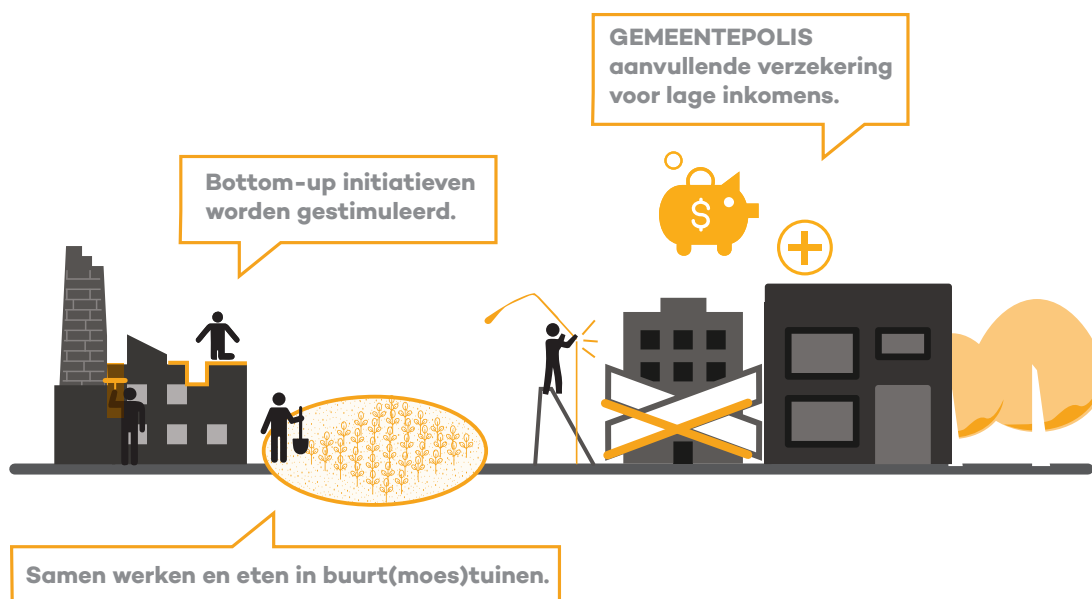 GEMEENTEPOLIS
aanvullende verzekering
voor lage inkomens.
Bottom-up initiatieven
worden gestimuleerd.
$
Samen werken en eten in buurt(moes)tuinen.